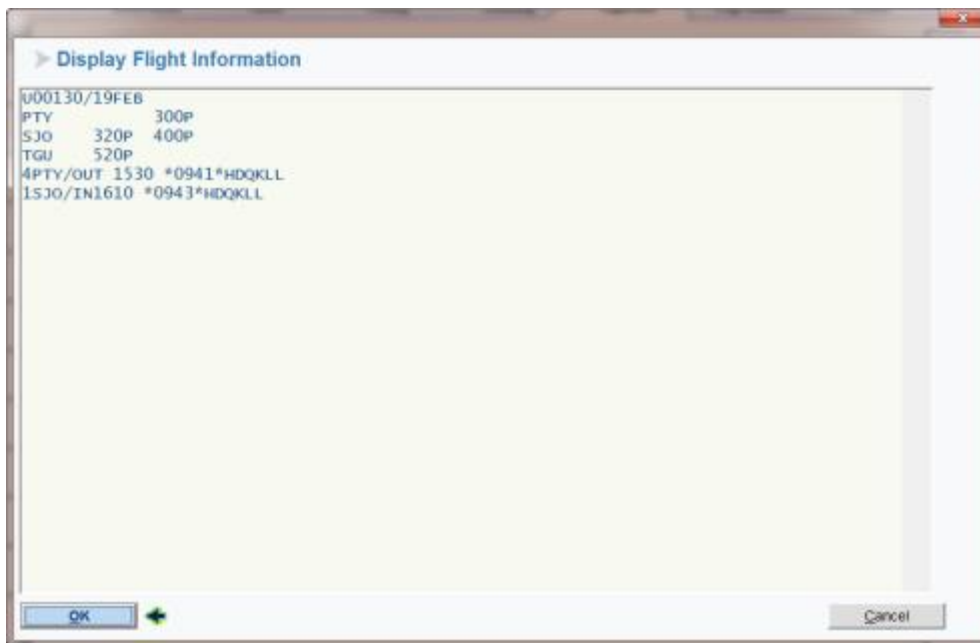 Display Flight Information
U00130/19FEB
PTY 300P
SJO 320P 400P
TGU 520P
4PTY/OUT 1530 *0941*HDQKLL
1SJO/IN1610 *0943*HDQKLL
OK Cancel